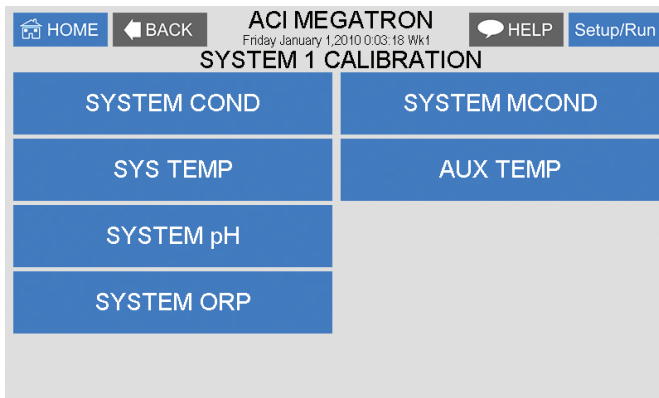 HOME BACK ACI MEGATRON HELP Setup/Run
Friday January 1,2010 0:03:18 Wk1
SYSTEM 1 CALIBRATION
SYSTEM COND SYSTEM MCOND
SYS TEMP AUX TEMP
SYSTEM pH
SYSTEM ORP